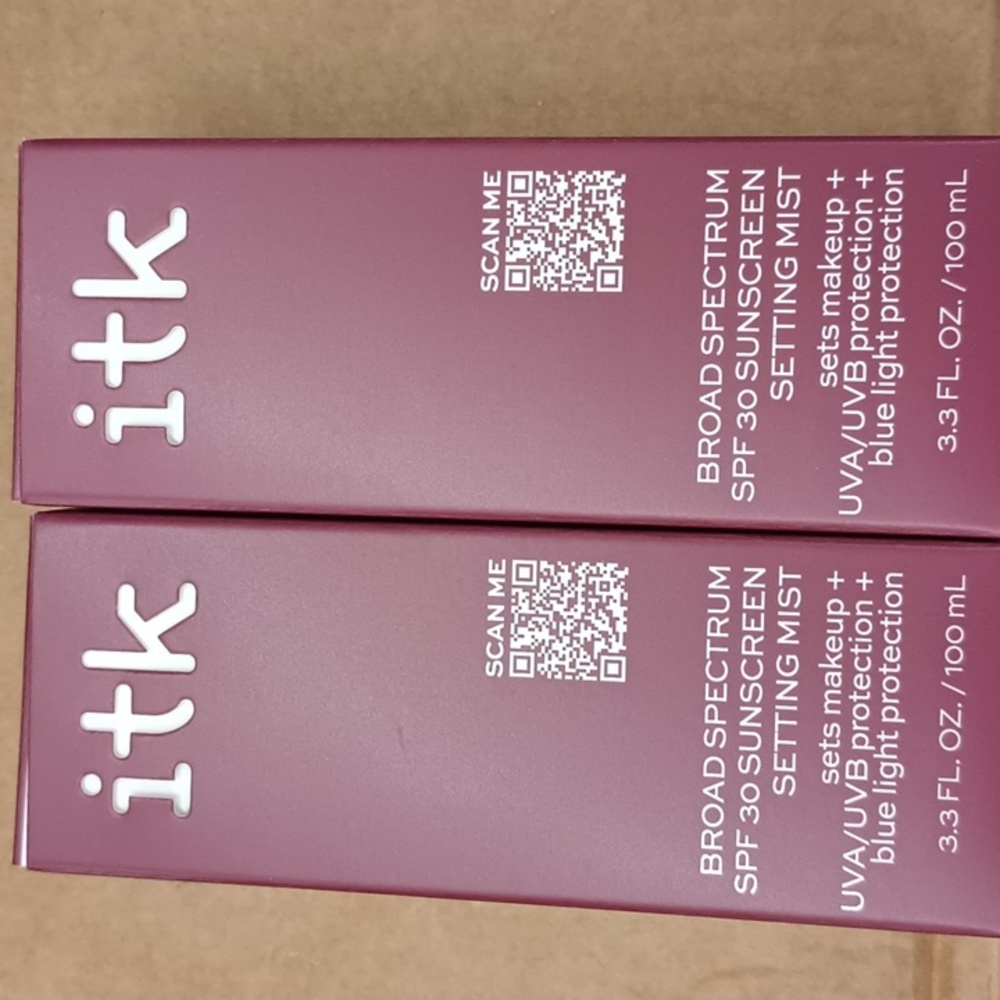 itk
SCAN ME
BROAD SPECTRUM
SPF 30 SUNSCREEN
SETTING MIST
sets makeup +
UVA/UVB protection +
blue light protection
3.3 FL. OZ. / 100 mL
itk
SCAN ME
BROAD SPECTRUM
SPF 30 SUNSCREEN
SETTING MIST
sets makeup +
UVA/UVB protection +
blue light protection
3.3 FL. OZ. / 100 mL